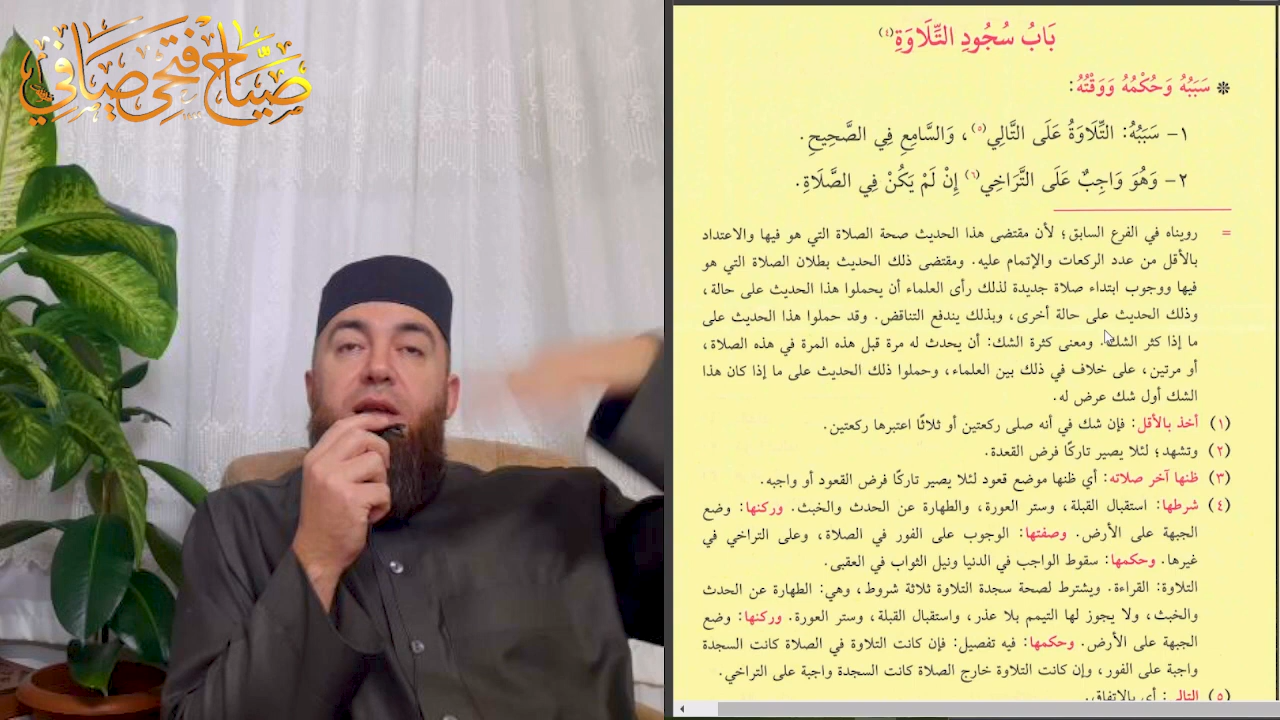 صباح فتحي صيافي
بَابُ سُجُودِ التِّلَاوَةِ(٤)
❋ سَبَبُهُ وَحُكْمُهُ وَوَقْتُهُ:
١- سَبَبُهُ: التِّلَاوَةُ عَلَى التَّالِي(٥)، وَالسَّامِعِ فِي الصَّحِيحِ.
٢- وَهُوَ وَاجِبٌ عَلَى التَّرَاخِي(٦) إِنْ لَمْ يَكُنْ فِي الصَّلَاةِ.
= رويناه في الفرع السابق؛ لأن مقتضى هذا الحديث صحة الصلاة التي هو فيها والاعتداد
بالأقل من عدد الركعات والإتمام عليه. ومقتضى ذلك الحديث بطلان الصلاة التي هو
فيها ووجوب ابتداء صلاة جديدة لذلك رأى العلماء أن يحملوا هذا الحديث على حالة،
وذلك الحديث على حالة أخرى، وبذلك يندفع التناقض. وقد حملوا هذا الحديث على
ما إذا كثر الشك. ومعنى كثرة الشك: أن يحدث له مرة قبل هذه المرة في هذه الصلاة،
أو مرتين، على خلاف في ذلك بين العلماء، وحملوا ذلك الحديث على ما إذا كان هذا
الشك أول شك عرض له.
(١) أخذ بالأقل: فإن شك في أنه صلى ركعتين أو ثلاثًا اعتبرها ركعتين.
(٢) وتشهد؛ لئلا يصير تاركًا فرض القعدة.
(٣) ظنها آخر صلاته: أي ظنها موضع قعود لئلا يصير تاركًا فرض القعود أو واجبه.
(٤) شرطها: استقبال القبلة، وستر العورة، والطهارة عن الحدث والخبث. وركنها: وضع
الجبهة على الأرض. وصفتها: الوجوب على الفور في الصلاة، وعلى التراخي في
غيرها. وحكمها: سقوط الواجب في الدنيا ونيل الثواب في العقبى.
التلاوة: القراءة. ويشترط لصحة سجدة التلاوة ثلاثة شروط، وهي: الطهارة عن الحدث
والخبث، ولا يجوز لها التيمم بلا عذر، واستقبال القبلة، وستر العورة. وركنها: وضع
الجبهة على الأرض. وحكمها: فيه تفصيل: فإن كانت التلاوة في الصلاة كانت السجدة
واجبة على الفور، وإن كانت التلاوة خارج الصلاة كانت السجدة واجبة على التراخي.
(٥) التالي: أي بالاتفاق.